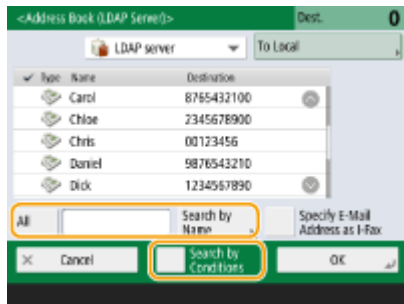 <Address Book (LDAP Server)> Dest. 0
LDAP server To Local
Type Name Destination
Carol 8765432100
Chloe 2345678900
Chris 00123456
Daniel 9876543210
Dick 1234567890
All Search by Name Specify E-Mail Address as I-Fax
Cancel Search by Conditions OK